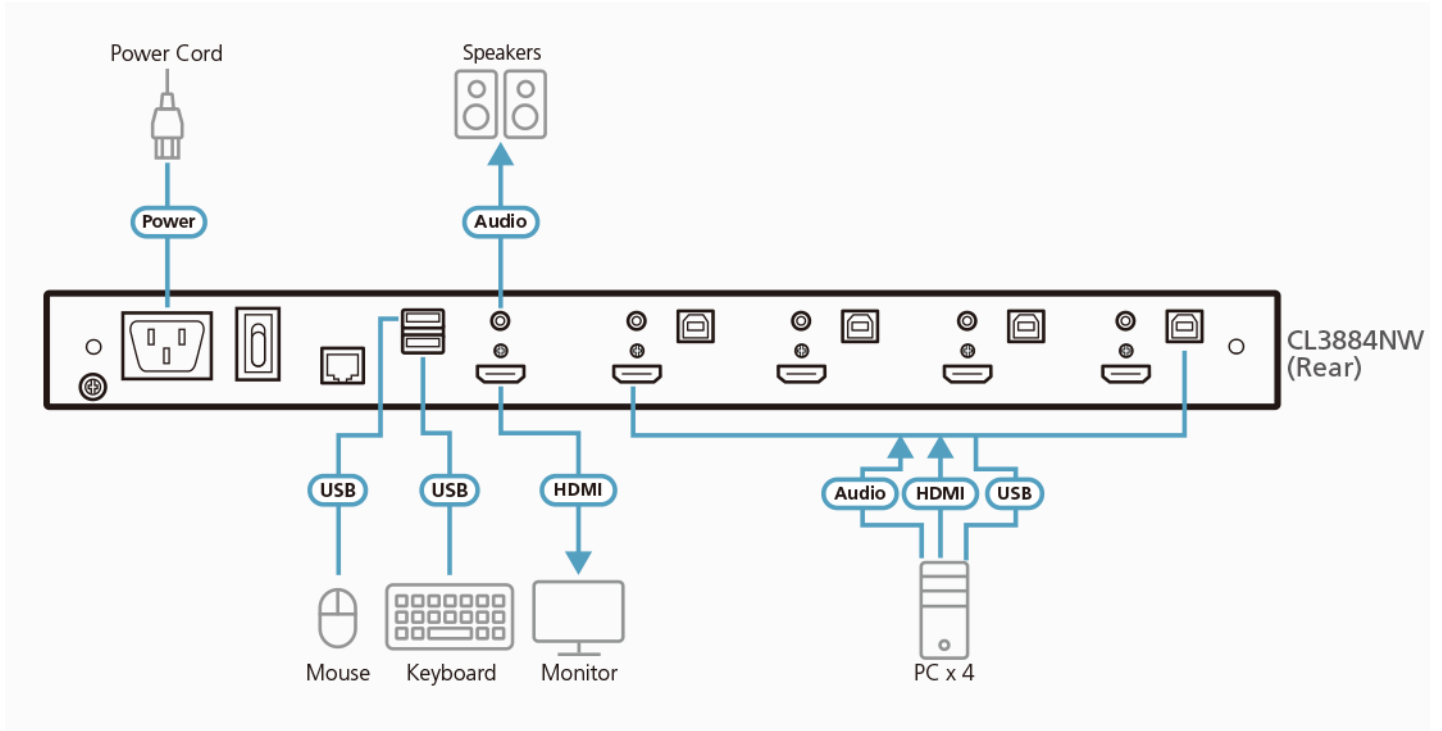 Power Cord
Speakers
Power
Audio
CL3884NW
(Rear)
USB
USB
HDMI
Audio
HDMI
USB
Mouse
Keyboard
Monitor
PC x 4